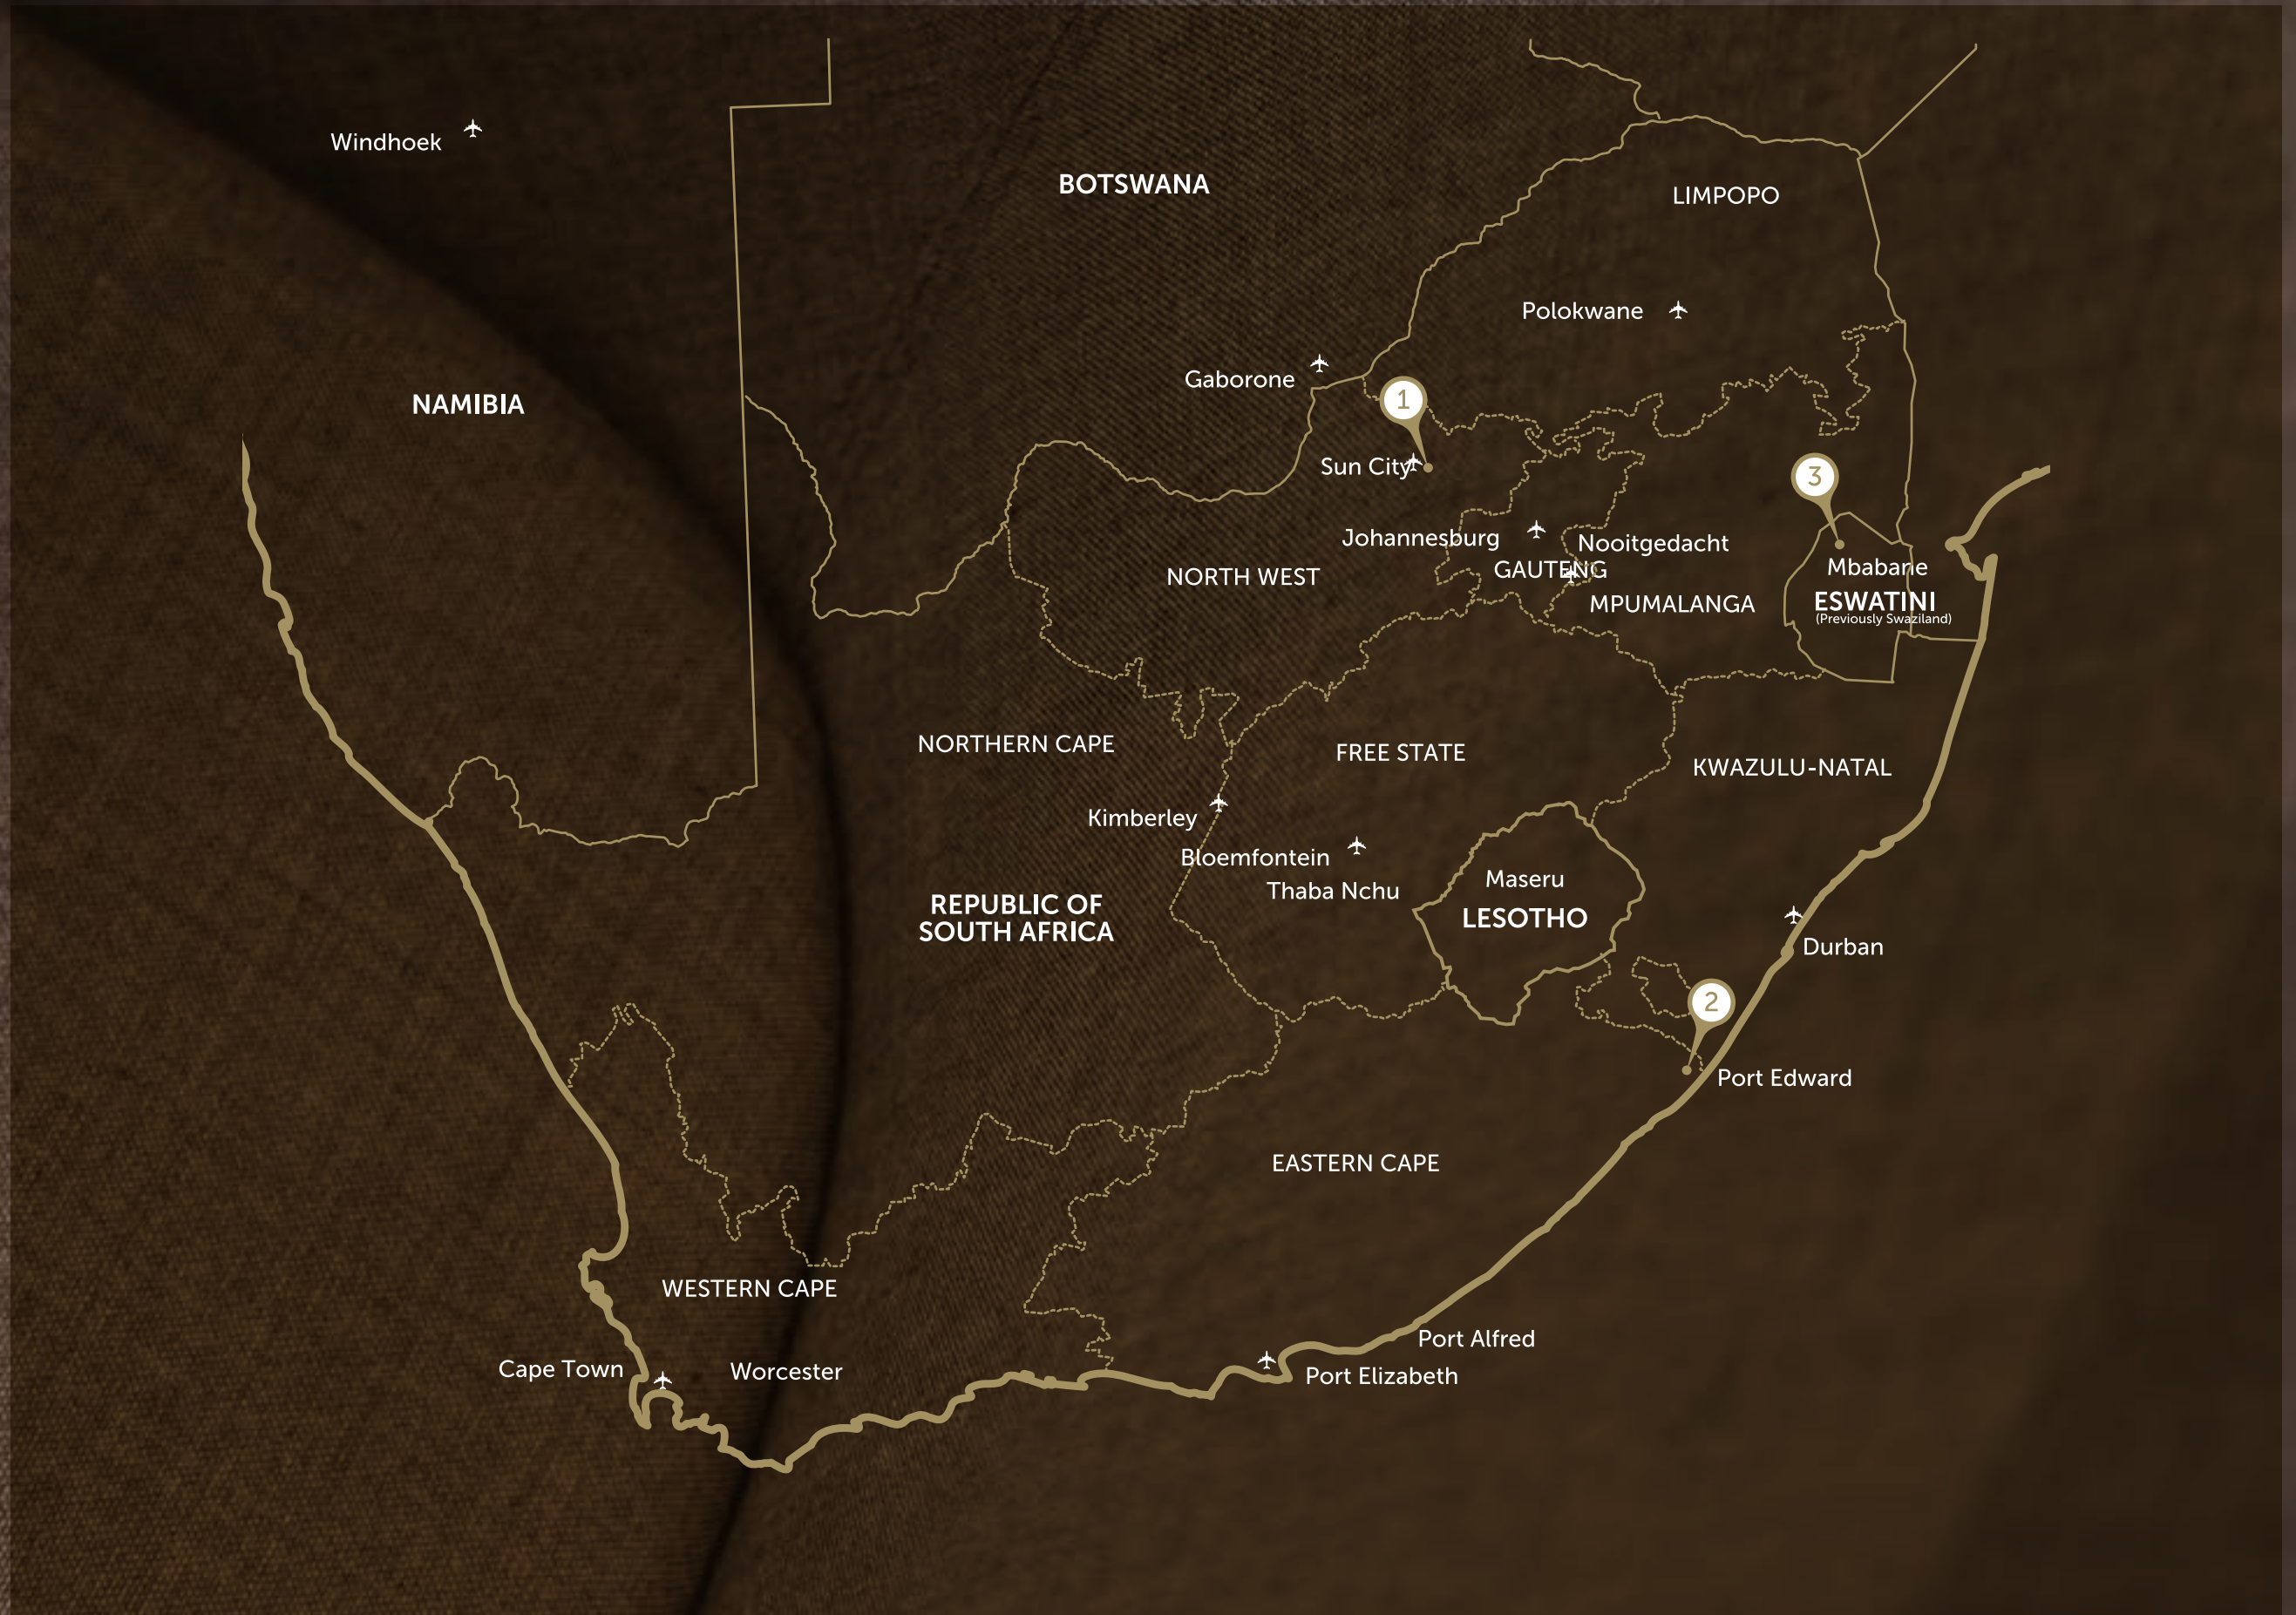 Windhoek
BOTSWANA
LIMPOPO
Polokwane
Gaborone
NAMIBIA
1
Sun City
3
Johannesburg
Nooitgedacht
GAUTENG
NORTH WEST
Mbabane
MPUMALANGA
ESWATINI
(Previously Swaziland)
NORTHERN CAPE
FREE STATE
KWAZULU-NATAL
Kimberley
Bloemfontein
Thaba Nchu
Maseru
LESOTHO
REPUBLIC OF
SOUTH AFRICA
Durban
2
Port Edward
EASTERN CAPE
WESTERN CAPE
Port Alfred
Cape Town
Worcester
Port Elizabeth